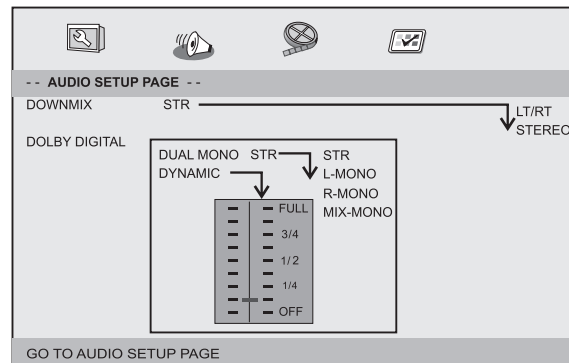 - - AUDIO SETUP PAGE - -
DOWNMIX STR LT/RT
STEREO
DOLBY DIGITAL
DUAL MONO STR STR
DYNAMIC L-MONO
R-MONO
FULL MIX-MONO
3/4
1/2
1/4
OFF
GO TO AUDIO SETUP PAGE